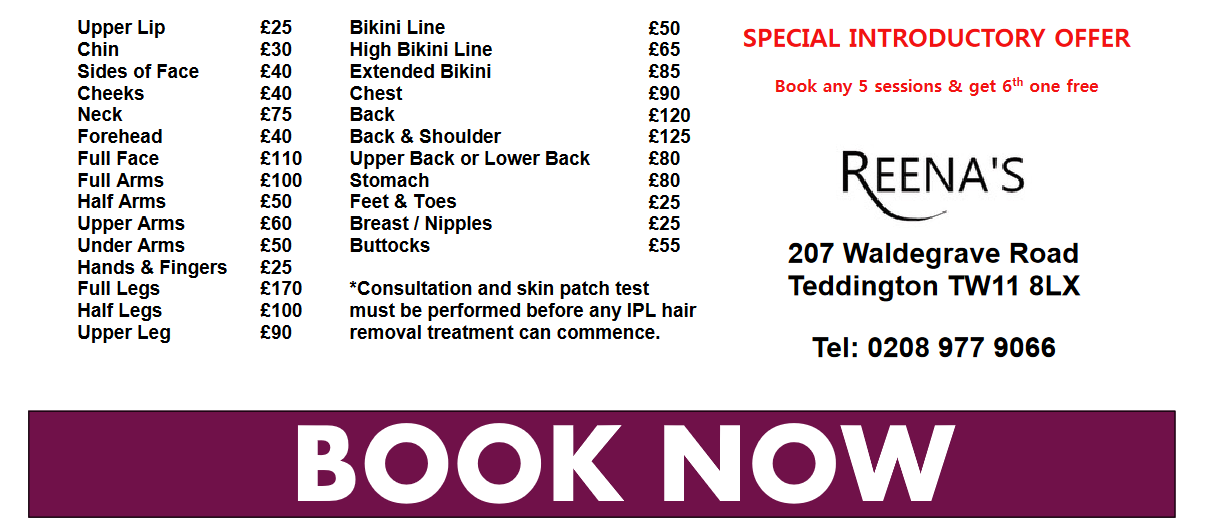 Upper Lip £25
Chin £30
Sides of Face £40
Cheeks £40
Neck £75
Forehead £40
Full Face £110
Full Arms £100
Half Arms £50
Upper Arms £60
Under Arms £50
Hands & Fingers £25
Full Legs £170
Half Legs £100
Upper Leg £90
Bikini Line £50
High Bikini Line £65
Extended Bikini £85
Chest £90
Back £120
Back & Shoulder £125
Upper Back or Lower Back £80
Stomach £80
Feet & Toes £25
Breast / Nipples £25
Buttocks £55
*Consultation and skin patch test
must be performed before any IPL hair
removal treatment can commence.
SPECIAL INTRODUCTORY OFFER
Book any 5 sessions & get 6th one free
REENA'S
207 Waldegrave Road
Teddington TW11 8LX
Tel: 0208 977 9066
BOOK NOW